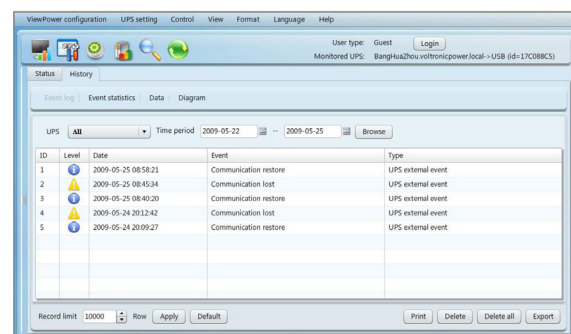 ViewPower configuration UPS setting Control View Format Language Help
User type: Guest Login
Monitored UPS: BangHuaZhou.voltronicpower.local->USB (id=17C088C5)
Status History
Event log Event statistics Data Diagram
UPS All Time period 2009-05-22 -- 2009-05-25 Browse
ID Level Date Event Type
1 2009-05-25 08:58:21 Communication restore UPS external event
2 2009-05-25 08:45:34 Communication lost UPS external event
3 2009-05-25 08:40:20 Communication restore UPS external event
4 2009-05-24 20:12:42 Communication lost UPS external event
5 2009-05-24 20:09:27 Communication restore UPS external event
Record limit 10000 Row Apply Default Print Delete Delete all Export